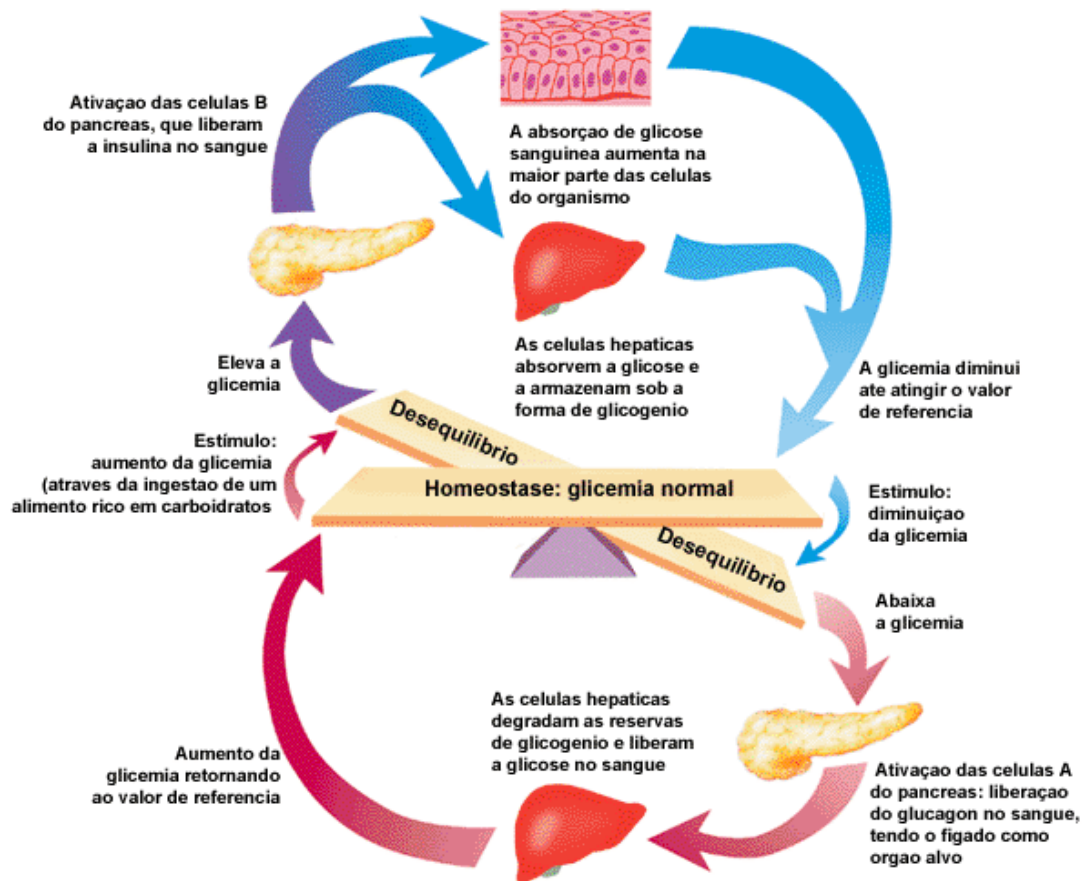 Ativaçao das celulas B
do pancreas, que liberam
a insulina no sangue
A absorçao de glicose
sanguinea aumenta na
maior parte das celulas
do organismo
As celulas hepaticas
absorvem a glicose e
a armazenam sob a
forma de glicogenio
A glicemia diminui
ate atingir o valor
de referencia
Eleva a
glicemia
Estímulo:
aumento da glicemia
(atraves da ingestao de um
alimento rico em carboidratos
Desequilibrio
Homeostase: glicemia normal
Desequilibrio
Estimulo:
diminuiçao
da glicemia
Abaixa
a glicemia
Ativaçao das celulas A
do pancreas: liberaçao
do glucagon no sangue,
tendo o figado como
orgao alvo
As celulas hepaticas
degradam as reservas
de glicogenio e liberam
a glicose no sangue
Aumento da
glicemia retornando
ao valor de referencia